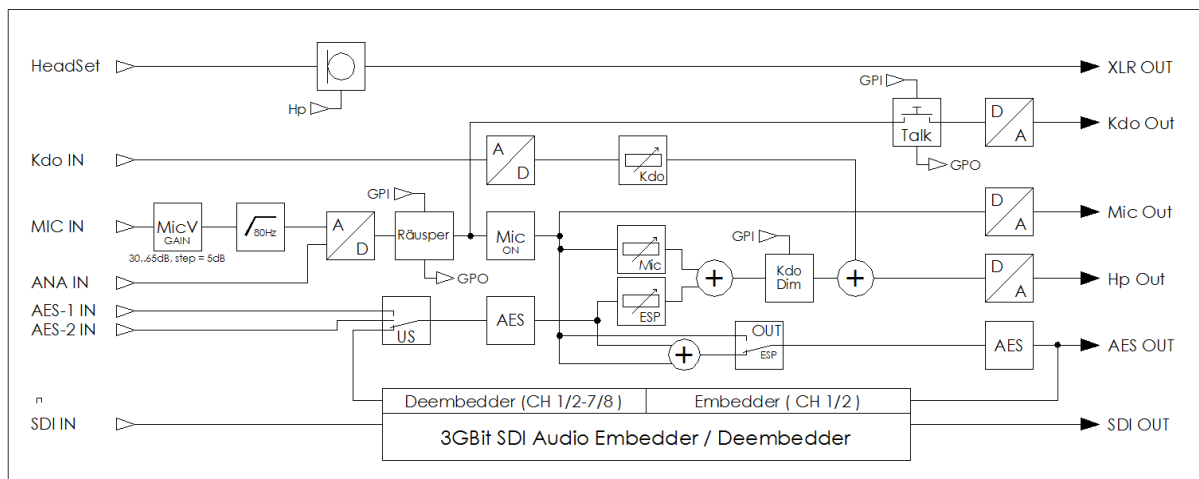 HeadSet
XLR OUT
Hp
GPI
Talk
D
A
Kdo Out
GPO
Kdo IN
A
D
Kdo
GPI
MIC IN
MicV
GAIN
80Hz
A
D
Räusper
Mic
ON
D
A
Mic Out
30..65dB, step = 5dB
GPO
GPI
Mic
Kdo
Dim
D
A
Hp Out
ANA IN
ESP
AES-1 IN
AES-2 IN
US
AES
OUT
ESP
AES
AES OUT
Deembedder (CH 1/2-7/8 )
Embedder ( CH 1/2 )
SDI IN
3GBit SDI Audio Embedder / Deembedder
SDI OUT